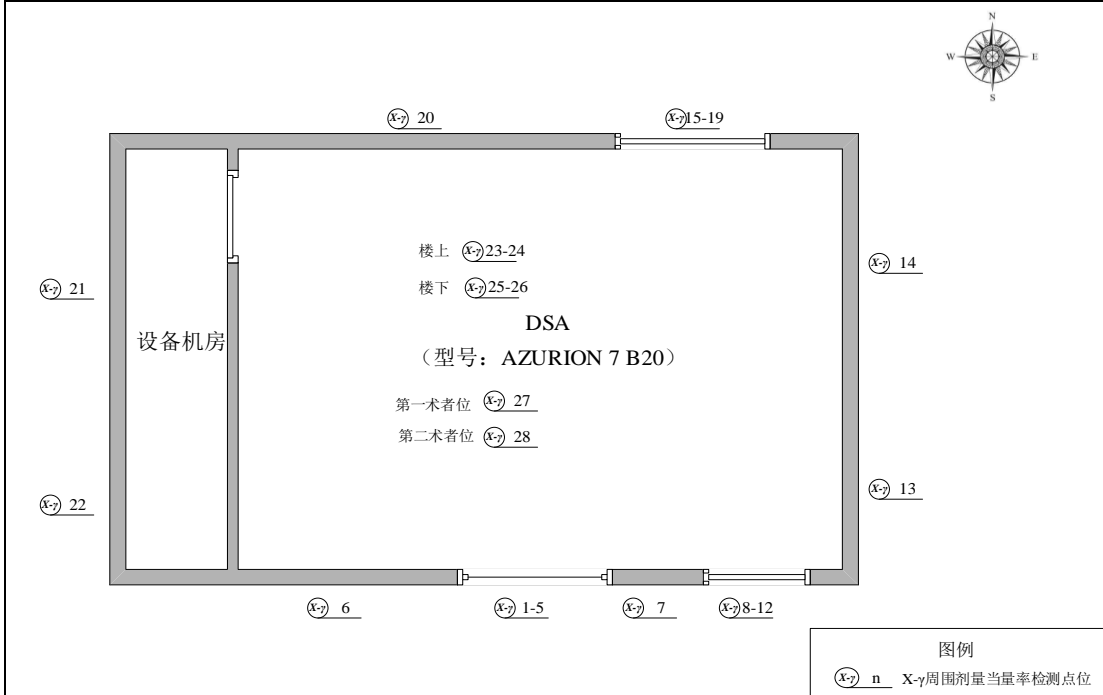 N
W E
S
X-γ 20
X-γ 15-19
楼上 X-γ 23-24
X-γ 14
楼下 X-γ 25-26
X-γ 21
DSA
设备机房
（型号：AZURION 7 B20）
第一术者位 X-γ 27
第二术者位 X-γ 28
X-γ 22
X-γ 13
X-γ 6
X-γ 1-5
X-γ 7
X-γ 8-12
图例
X-γ n X-γ周围剂量当量率检测点位